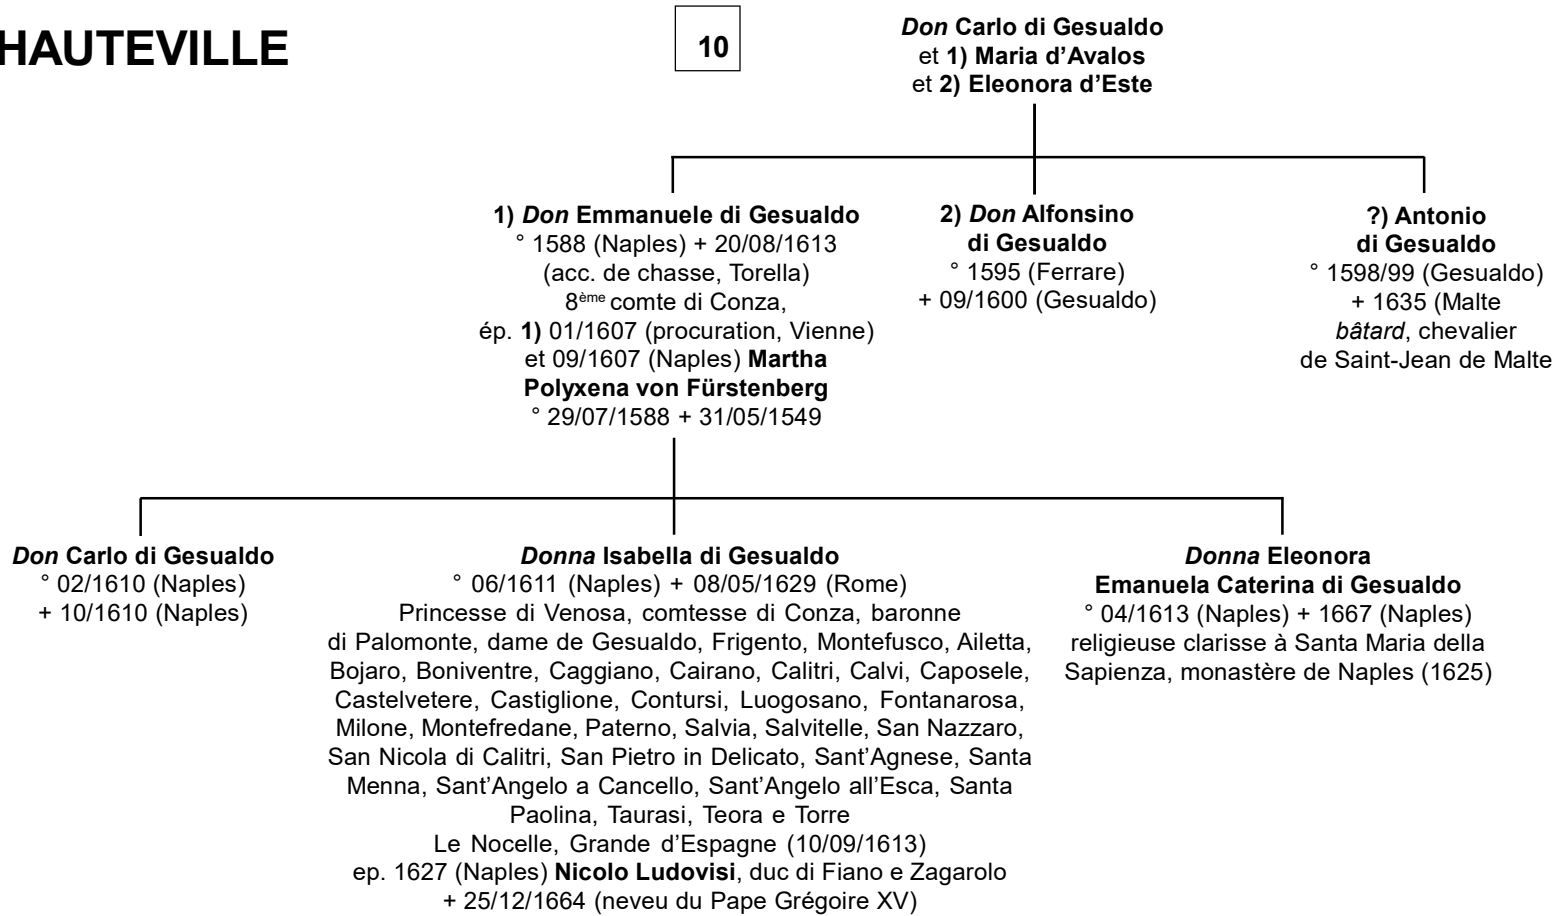 HAUTEVILLE
10
Don Carlo di Gesualdo
et 1) Maria d’Avalos
et 2) Eleonora d’Este
1) Don Emmanuele di Gesualdo
° 1588 (Naples) + 20/08/1613
(acc. de chasse, Torella)
8ème comte di Conza,
ép. 1) 01/1607 (procuration, Vienne)
et 09/1607 (Naples) Martha
Polyxena von Fürstenberg
° 29/07/1588 + 31/05/1549
2) Don Alfonsino
di Gesualdo
° 1595 (Ferrare)
+ 09/1600 (Gesualdo)
?) Antonio
di Gesualdo
° 1598/99 (Gesualdo)
+ 1635 (Malte
bâtard, chevalier
de Saint-Jean de Malte
Don Carlo di Gesualdo
° 02/1610 (Naples)
+ 10/1610 (Naples)
Donna Isabella di Gesualdo
° 06/1611 (Naples) + 08/05/1629 (Rome)
Princesse di Venosa, comtesse di Conza, baronne
di Palomonte, dame de Gesualdo, Frigento, Montefusco, Ailetta,
Bojaro, Boniventre, Caggiano, Cairano, Calitri, Calvi, Caposele,
Castelvetere, Castiglione, Contursi, Luogosano, Fontanarosa,
Milone, Montefredane, Paterno, Salvia, Salvitelle, San Nazzaro,
San Nicola di Calitri, San Pietro in Delicato, Sant’Agnese, Santa
Menna, Sant’Angelo a Cancello, Sant’Angelo all’Esca, Santa
Paolina, Taurasi, Teora e Torre
Le Nocelle, Grande d’Espagne (10/09/1613)
ep. 1627 (Naples) Nicolo Ludovisi, duc di Fiano e Zagarolo
+ 25/12/1664 (neveu du Pape Grégoire XV)
Donna Eleonora
Emanuela Caterina di Gesualdo
° 04/1613 (Naples) + 1667 (Naples)
religieuse clarisse à Santa Maria della
Sapienza, monastère de Naples (1625)